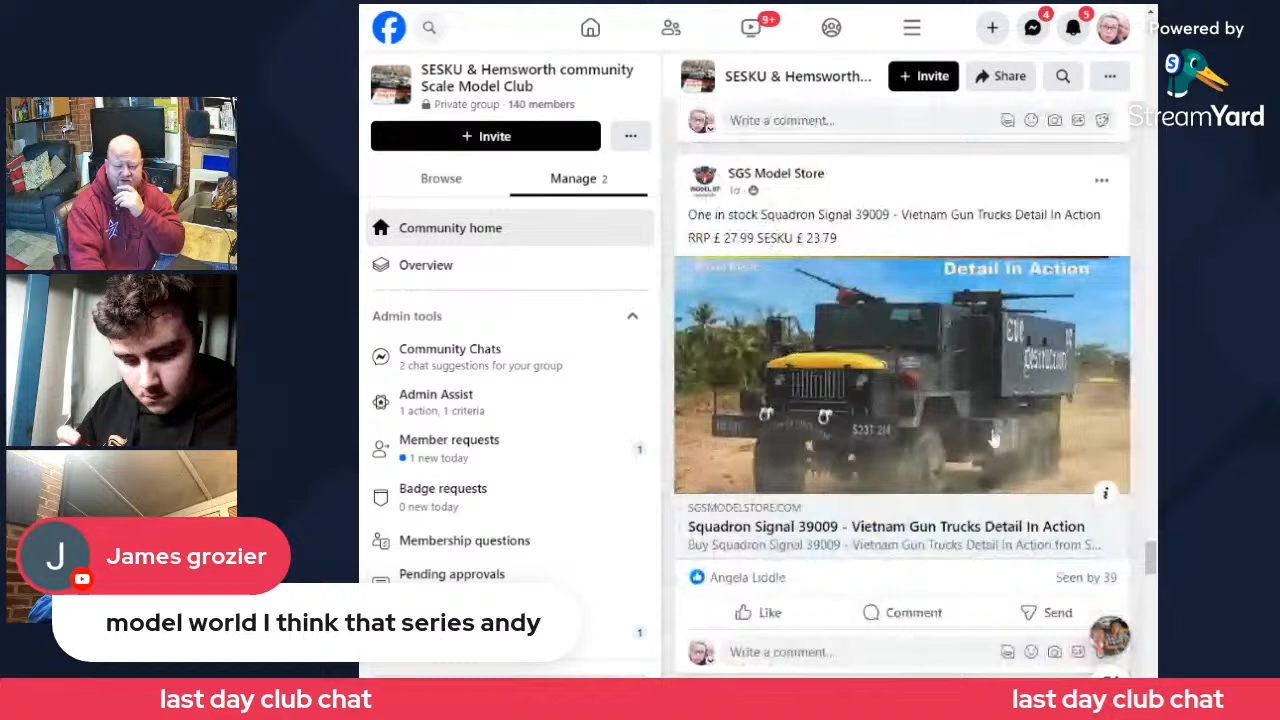 9+
4
5
Powered by
StreamYard
SESKU & Hemsworth community
Scale Model Club
Private group · 140 members
+ Invite
Browse
Manage 2
Community home
Overview
Admin tools
Community Chats
2 chat suggestions for your group
Admin Assist
1 action, 1 criteria
Member requests
1 new today
1
Badge requests
0 new today
Membership questions
Pending approvals
1
SESKU & Hemsworth...
+ Invite
Share
Write a comment...
SGS Model Store
1d
One in stock Squadron Signal 39009 - Vietnam Gun Trucks Detail In Action
RRP £ 27.99 SESKU £ 23.79
Detail In Action
SGSMODELSTORE.COM
Squadron Signal 39009 - Vietnam Gun Trucks Detail In Action
Buy Squadron Signal 39009 - Vietnam Gun Trucks Detail In Action from S...
Angela Liddle
Seen by 39
Like
Comment
Send
Write a comment...
J
James grozier
model world I think that series andy
last day club chat
last day club chat